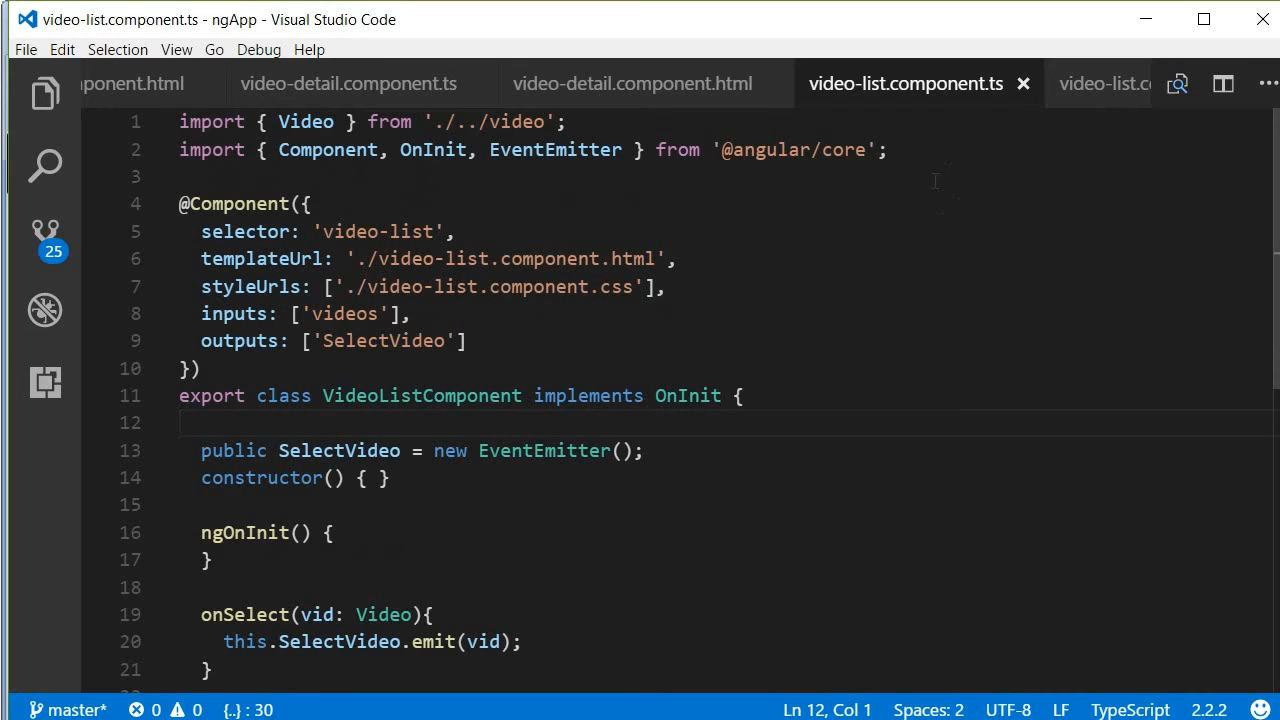 video-list.component.ts - ngApp - Visual Studio Code
File Edit Selection View Go Debug Help
ponent.html video-detail.component.ts video-detail.component.html video-list.component.ts video-list.c
1 import { Video } from './../video';
2 import { Component, OnInit, EventEmitter } from '@angular/core';
3
4 @Component({
5 selector: 'video-list',
6 templateUrl: './video-list.component.html',
7 styleUrls: ['./video-list.component.css'],
8 inputs: ['videos'],
9 outputs: ['SelectVideo']
10 })
11 export class VideoListComponent implements OnInit {
12
13 public SelectVideo = new EventEmitter();
14 constructor() { }
15
16 ngOnInit() {
17 }
18
19 onSelect(vid: Video){
20 this.SelectVideo.emit(vid);
21 }
25
master* 0 0 {..} : 30 Ln 12, Col 1 Spaces: 2 UTF-8 LF TypeScript 2.2.2